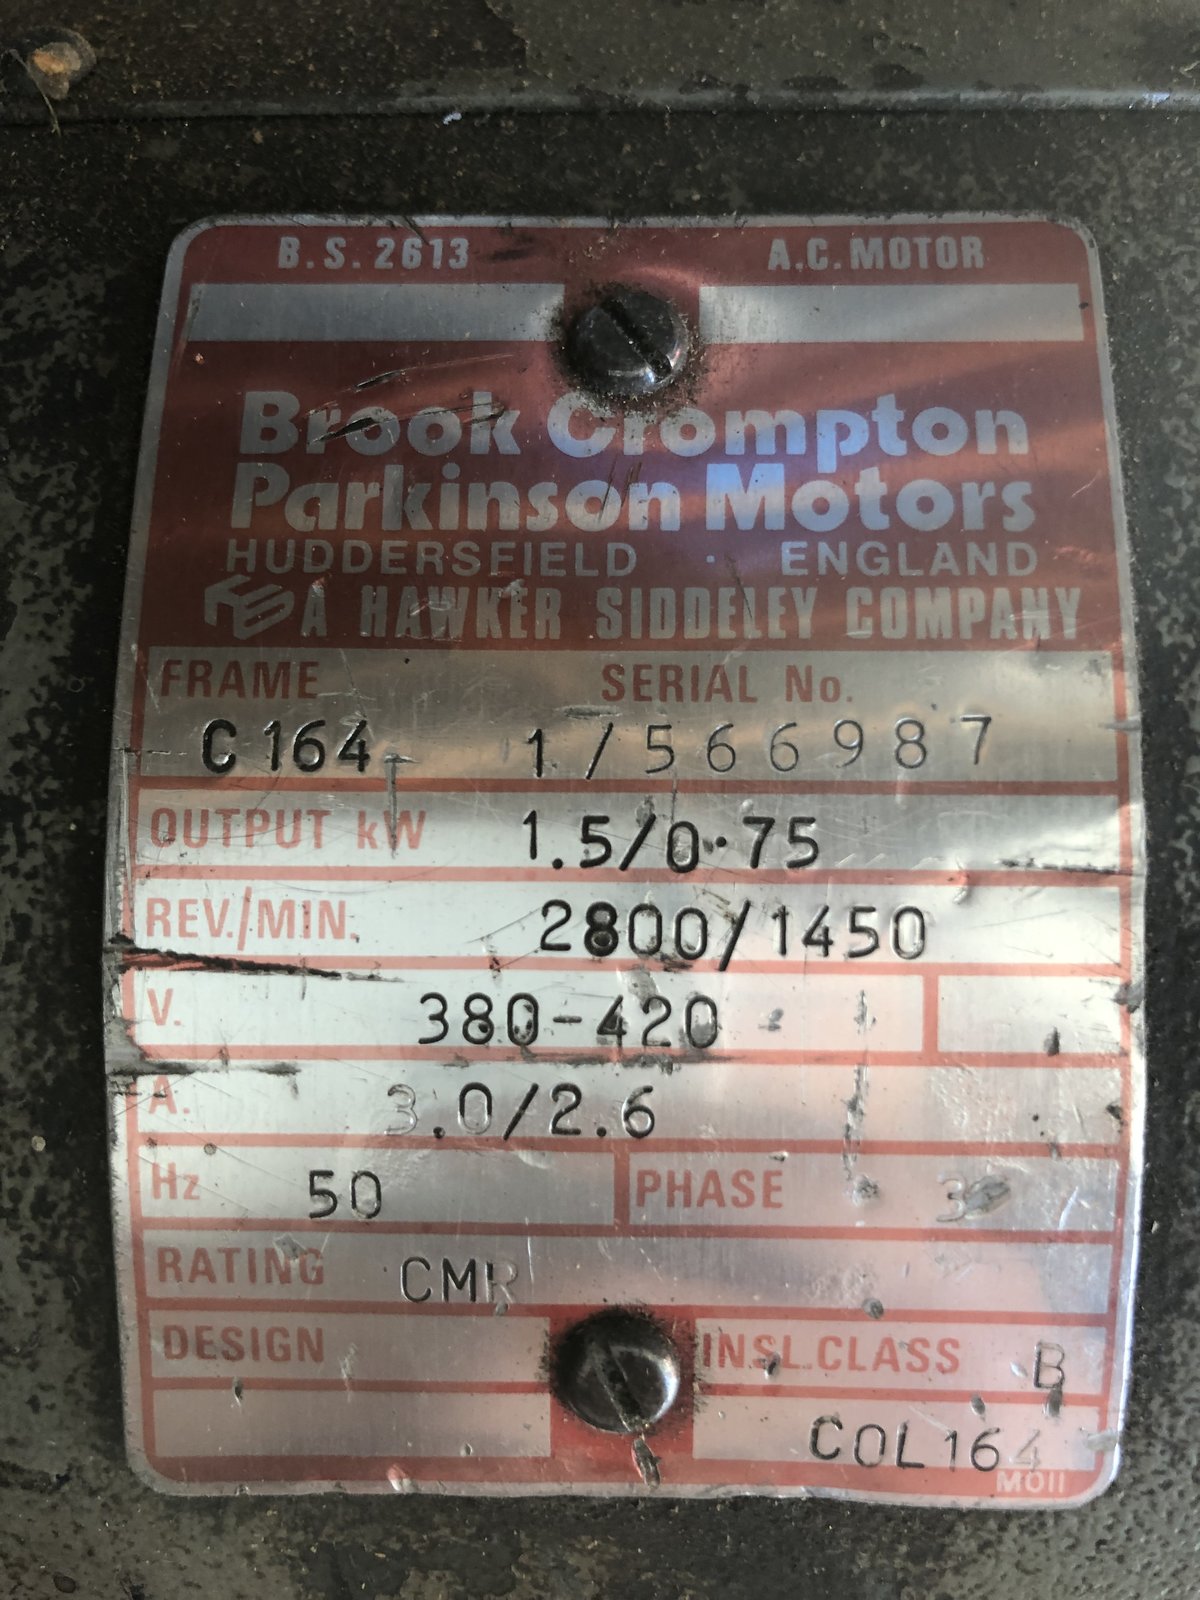 B.S. 2613 A.C. MOTOR
Brook Crompton
Parkinson Motors
HUDDERSFIELD · ENGLAND
A HAWKER SIDDELEY COMPANY
FRAME SERIAL No.
C164 1/566987
OUTPUT kW 1.5/0.75
REV./MIN. 2800/1450
V. 380-420
A. 3.0/2.6
Hz 50 PHASE 3
RATING CMR
DESIGN INSL.CLASS B
COL164
MO11